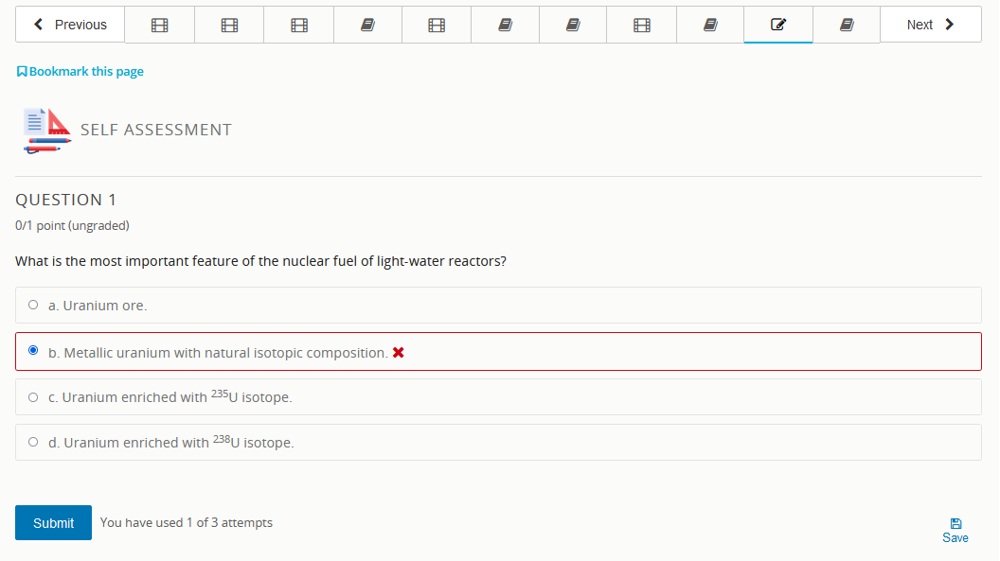 Previous
Next
Bookmark this page
SELF ASSESSMENT
QUESTION 1
0/1 point (ungraded)
What is the most important feature of the nuclear fuel of light-water reactors?
a. Uranium ore.
b. Metallic uranium with natural isotopic composition.
c. Uranium enriched with ²³⁵U isotope.
d. Uranium enriched with ²³⁸U isotope.
Submit You have used 1 of 3 attempts
Save